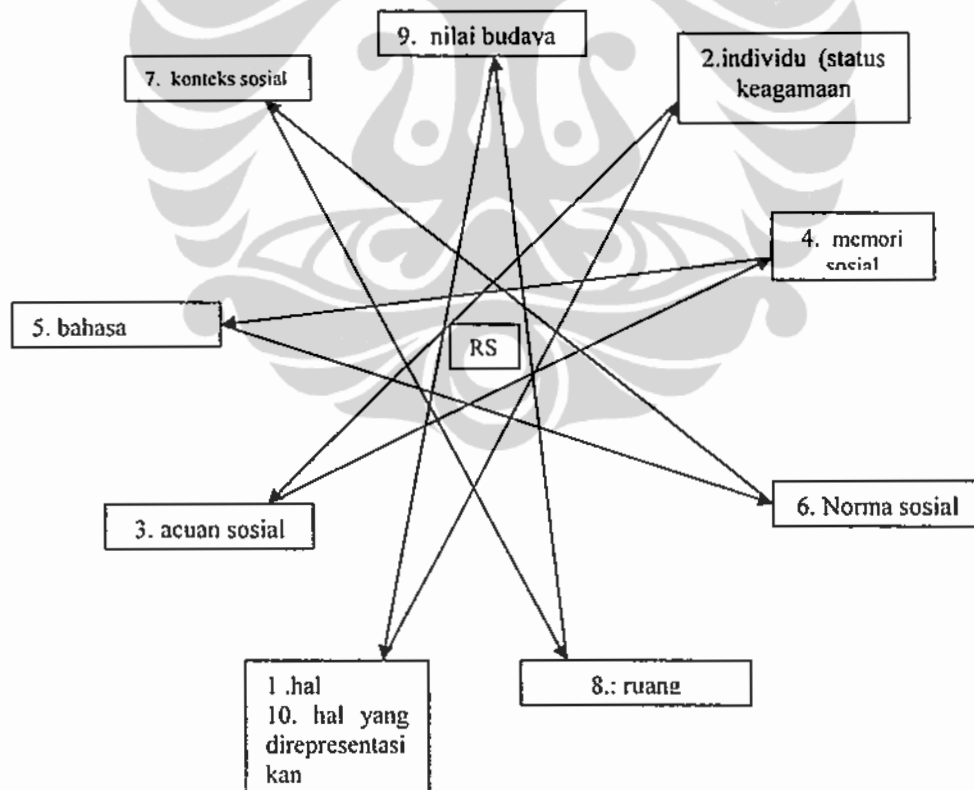 9. nilai budaya
7. konteks sosial
2.individu (status
keagamaan
4. memori
sosial
5. bahasa
RS
3. acuan sosial
6. Norma sosial
1 .hal
10. hal yang
direpresentasi
kan
8.: ruang